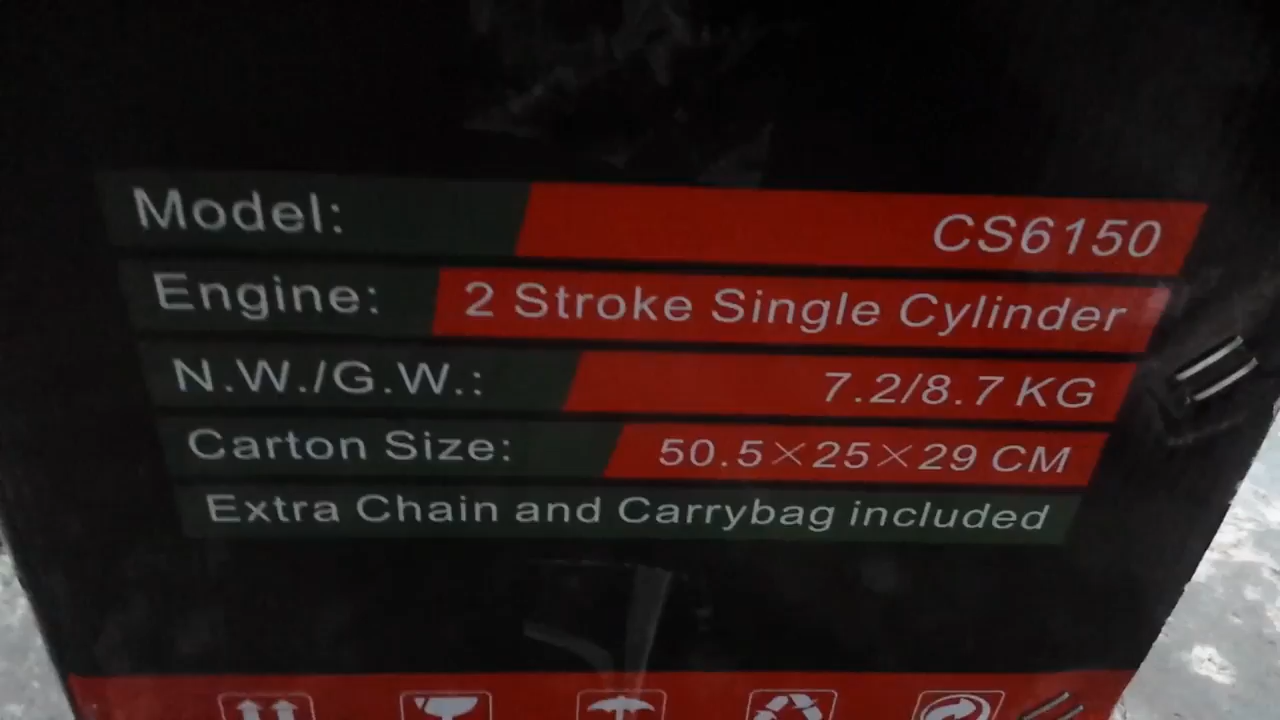 Model: CS6150
Engine: 2 Stroke Single Cylinder
N.W./G.W.: 7.2/8.7 KG
Carton Size: 50.5×25×29 CM
Extra Chain and Carrybag included